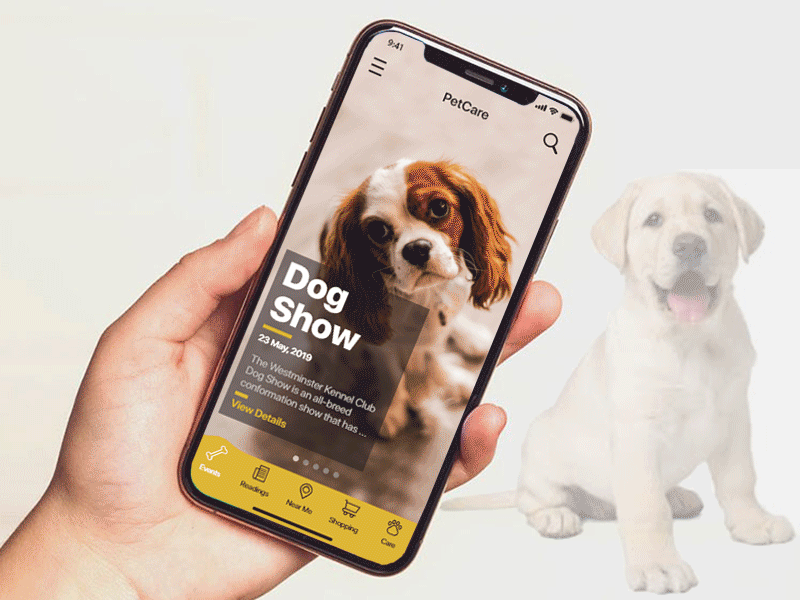 9:41
PetCare
Dog
Show
23 May, 2019
The Westminster Kennel Club
Dog Show is an all-breed
conformation show that has ...
View Details
Events
Readings
Near Me
Shopping
Care